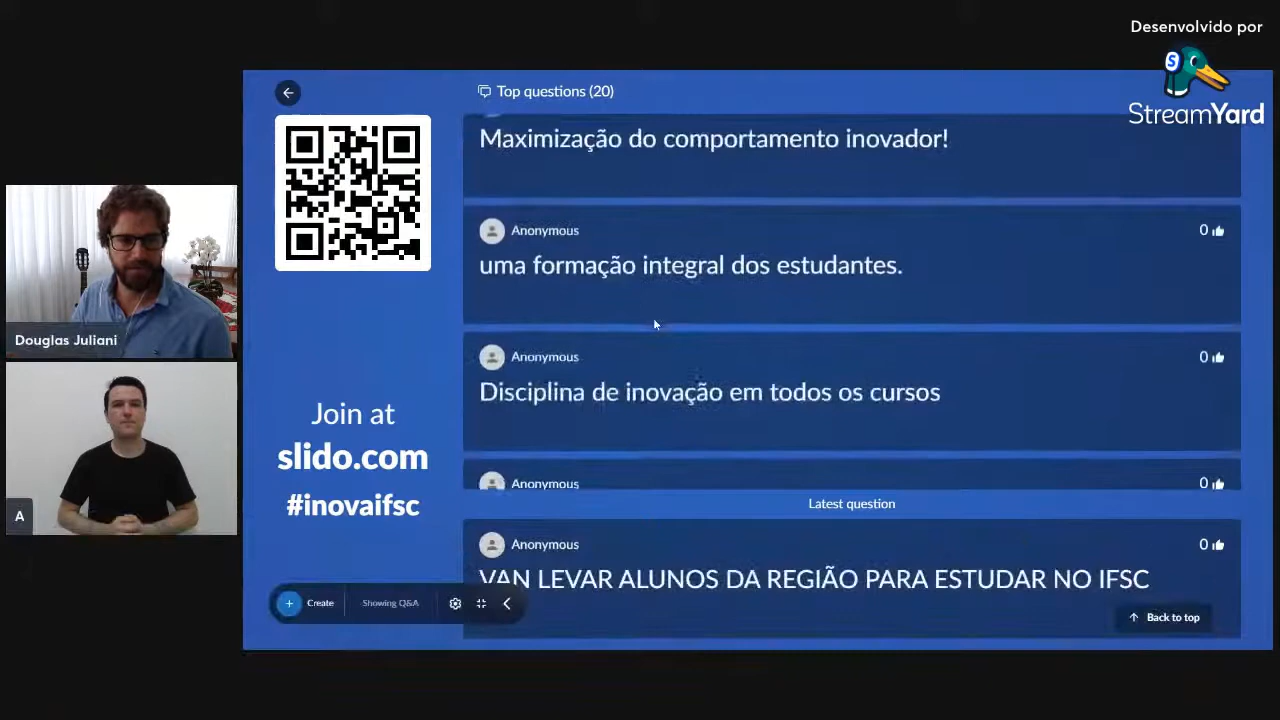 Desenvolvido por
StreamYard
Top questions (20)
Maximização do comportamento inovador!
Anonymous
0
uma formação integral dos estudantes.
Anonymous
0
Disciplina de inovação em todos os cursos
Anonymous
0
Latest question
Anonymous
0
VAN LEVAR ALUNOS DA REGIÃO PARA ESTUDAR NO IFSC
Back to top
Join at
slido.com
#inovaifsc
Create
Showing Q&A
Douglas Juliani
A